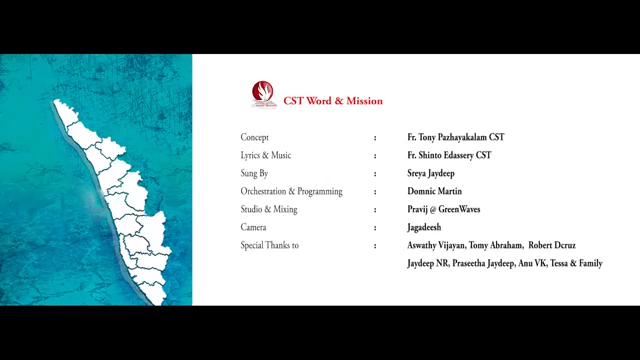 CST Word & Mission
Concept : Fr. Tony Pazhayakalam CST
Lyrics & Music : Fr. Shinto Edassery CST
Sung By : Sreya Jaydeep
Orchestration & Programming : Domnic Martin
Studio & Mixing : Pravij @ GreenWaves
Camera : Jagadeesh
Special Thanks to : Aswathy Vijayan, Tomy Abraham, Robert Dcruz
Jaydeep NR, Praseetha Jaydeep, Anu VK, Tessa & Family